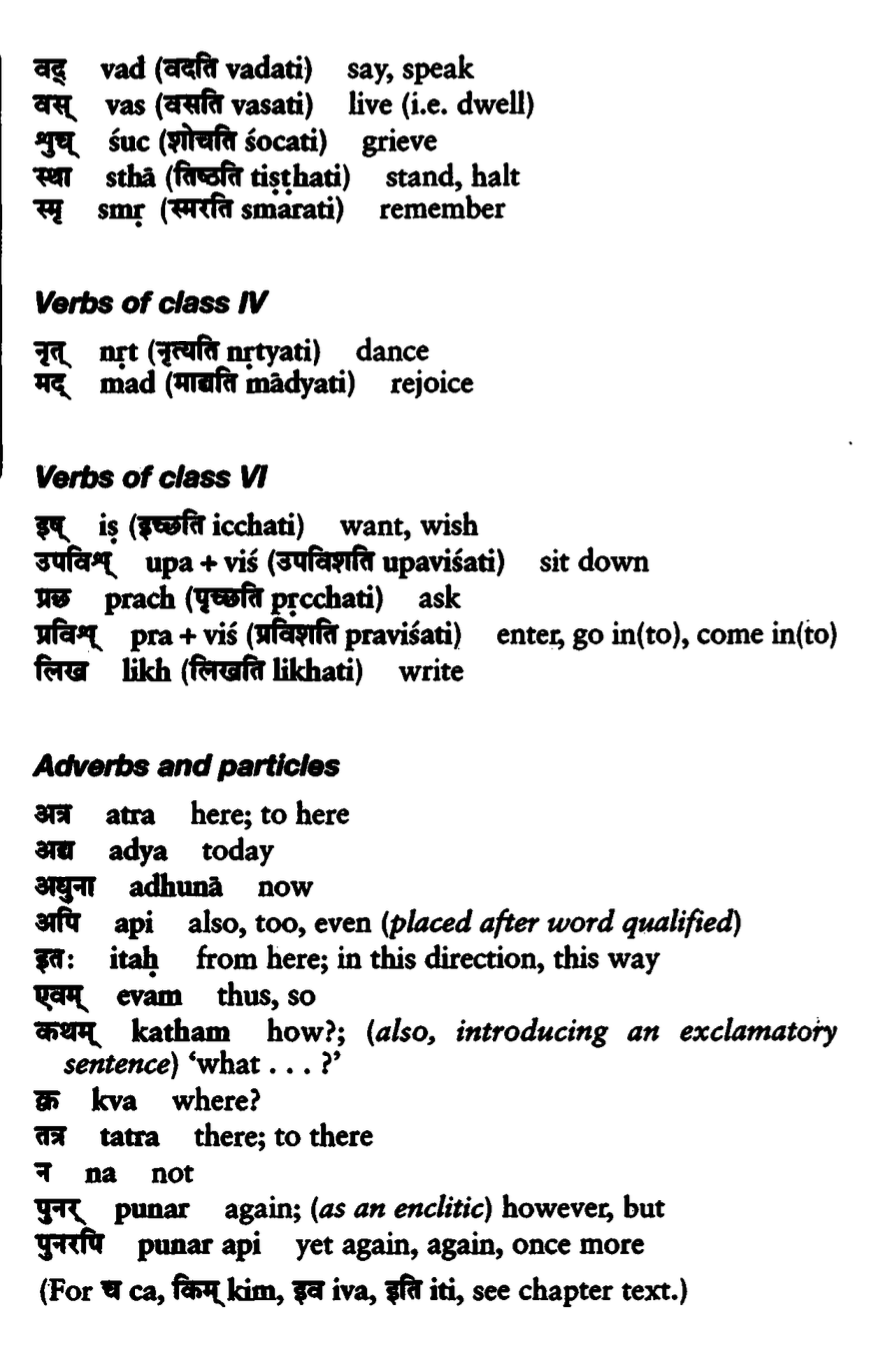 वद् vad (वदति vadati) say, speak
वस् vas (वसति vasati) live (i.e. dwell)
शुच् śuc (शोचति śocati) grieve
स्था sthā (तिष्ठति tiṣṭhati) stand, halt
स्मृ smṛ (स्मरति smarati) remember
Verbs of class IV
नृत् nṛt (नृत्यति nṛtyati) dance
मद् mad (माद्यति mādyati) rejoice
Verbs of class VI
इष् iṣ (इच्छति icchati) want, wish
उपविश् upa + viś (उपविशति upaviśati) sit down
प्रछ prach (पृच्छति pṛcchati) ask
प्रविश् pra + viś (प्रविशति praviśati) enter, go in(to), come in(to)
लिख likh (लिखति likhati) write
Adverbs and particles
अत्र atra here; to here
अद्य adya today
अधुना adhunā now
अपि api also, too, even (placed after word qualified)
इतः itaḥ from here; in this direction, this way
एवम् evam thus, so
कथम् katham how?; (also, introducing an exclamatory
sentence) ‘what . . . ?’
क्व kva where?
तत्र tatra there; to there
न na not
पुनर् punar again; (as an enclitic) however, but
पुनरपि punar api yet again, again, once more
(For च ca, किम् kim, इव iva, इति iti, see chapter text.)